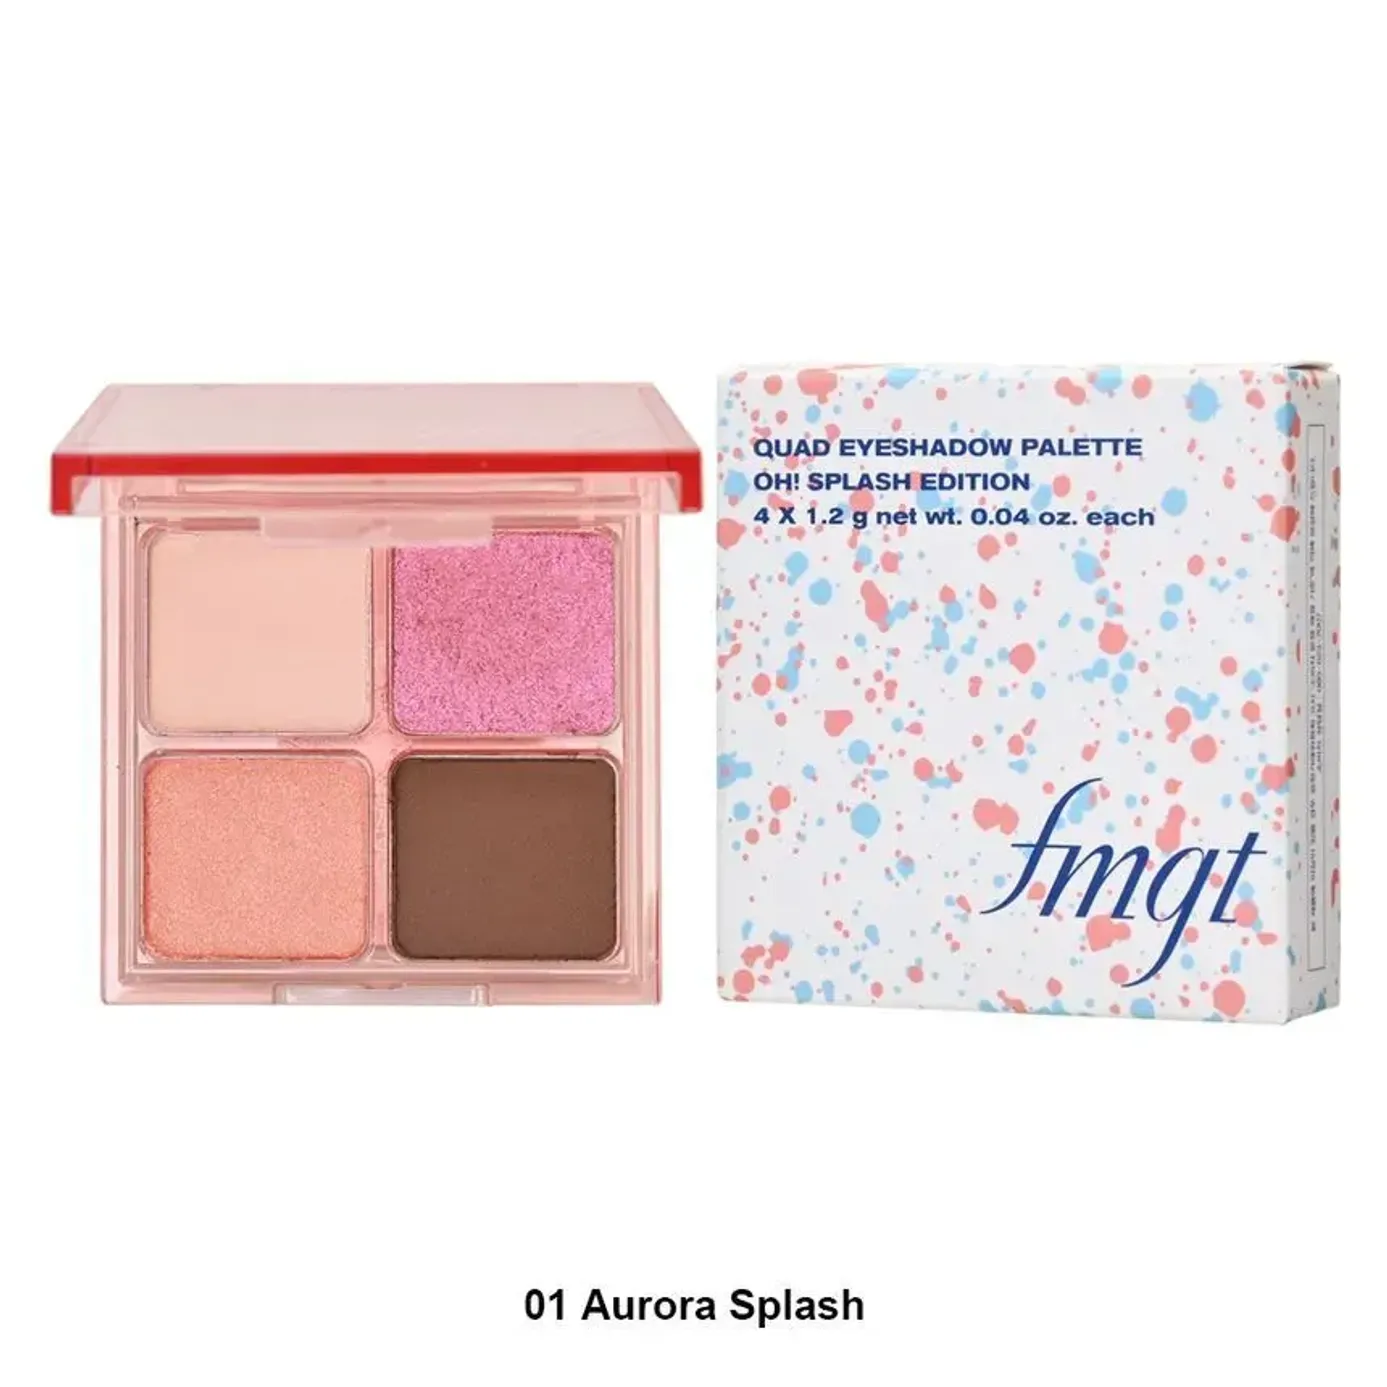 QUAD EYESHADOW PALETTE
OH! SPLASH EDITION
4 X 1.2 g net wt. 0.04 oz. each
fmgt
01 Aurora Splash